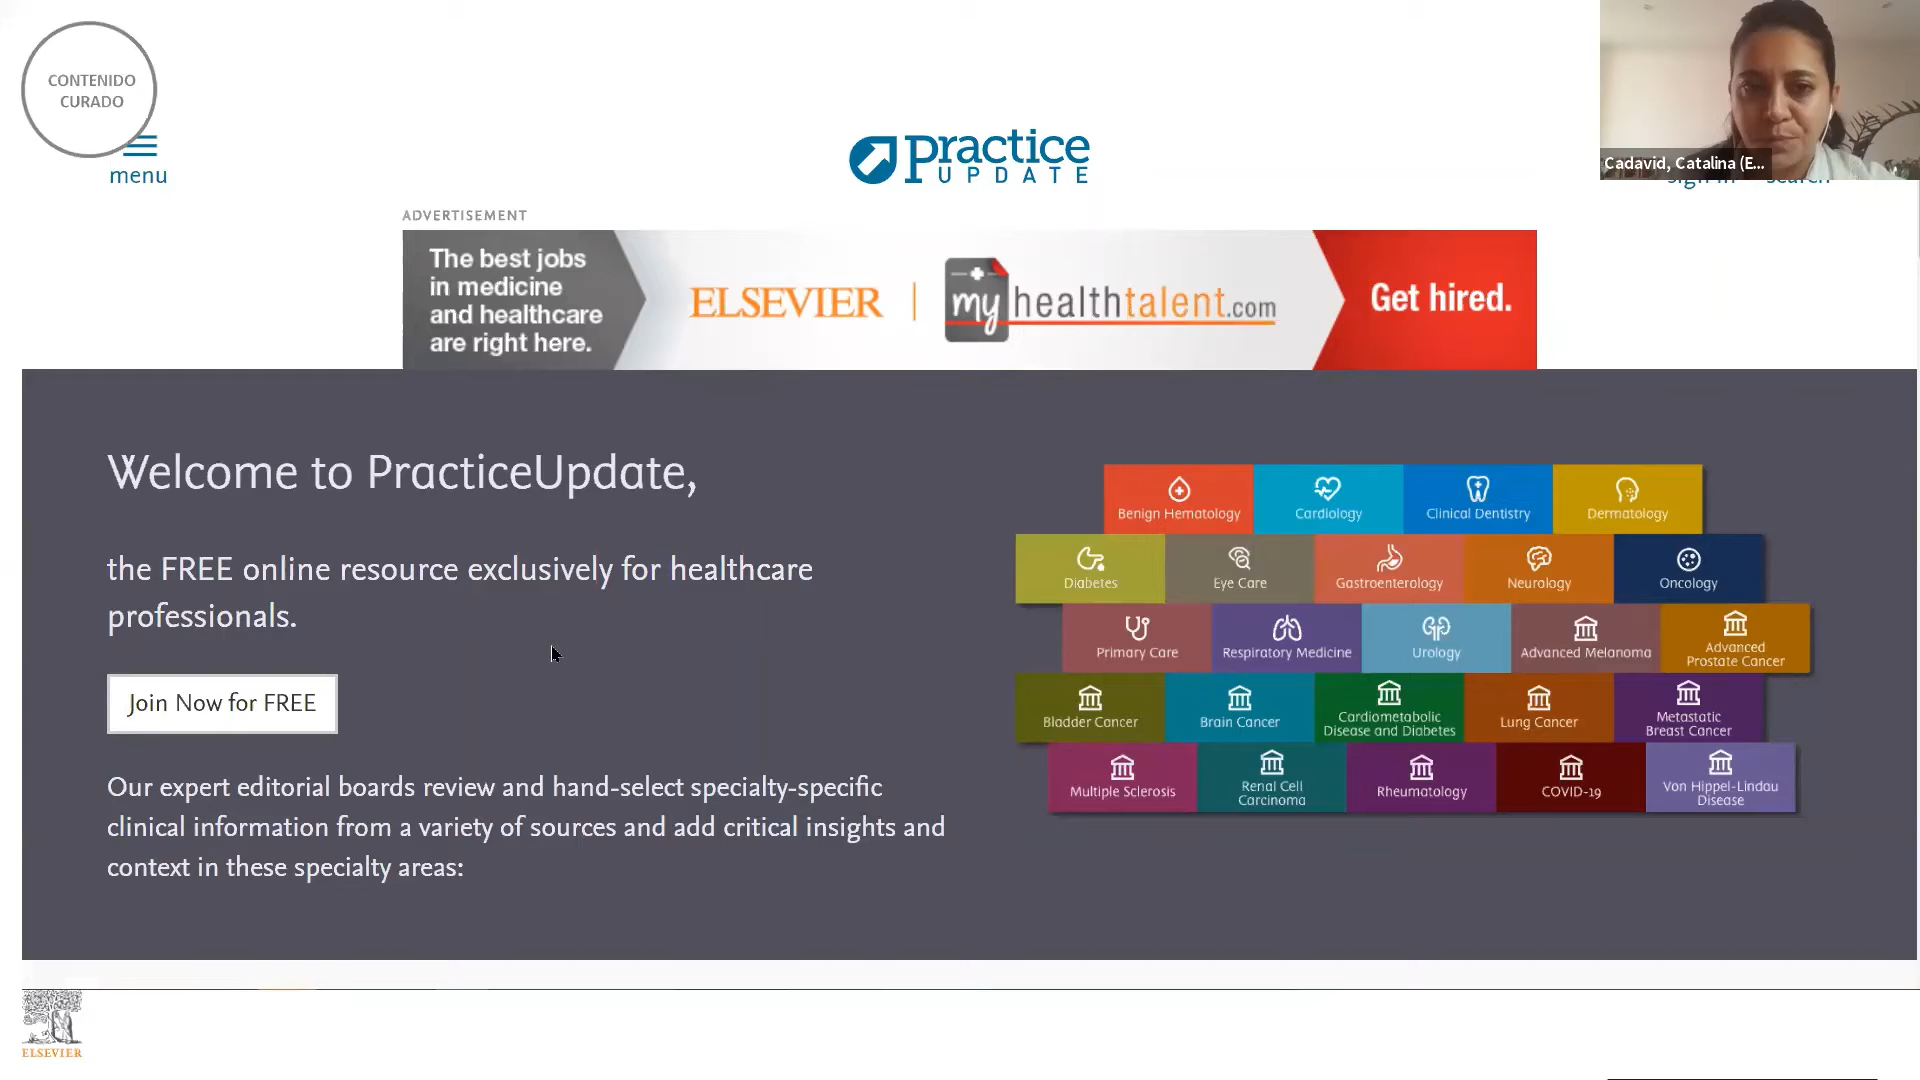 CONTENIDO
CURADO
menu
Practice
UPDATE
Cadavid, Catalina (E...
sign in
search
ADVERTISEMENT
The best jobs
in medicine
and healthcare
are right here.
ELSEVIER
myhealthtalent.com
Get hired.
Welcome to PracticeUpdate,
the FREE online resource exclusively for healthcare
professionals.
Join Now for FREE
Our expert editorial boards review and hand-select specialty-specific
clinical information from a variety of sources and add critical insights and
context in these specialty areas:
Benign Hematology
Cardiology
Clinical Dentistry
Dermatology
Diabetes
Eye Care
Gastroenterology
Neurology
Oncology
Primary Care
Respiratory Medicine
Urology
Advanced Melanoma
Advanced
Prostate Cancer
Bladder Cancer
Brain Cancer
Cardiometabolic
Disease and Diabetes
Lung Cancer
Metastatic
Breast Cancer
Multiple Sclerosis
Renal Cell
Carcinoma
Rheumatology
COVID-19
Von Hippel-Lindau
Disease
ELSEVIER